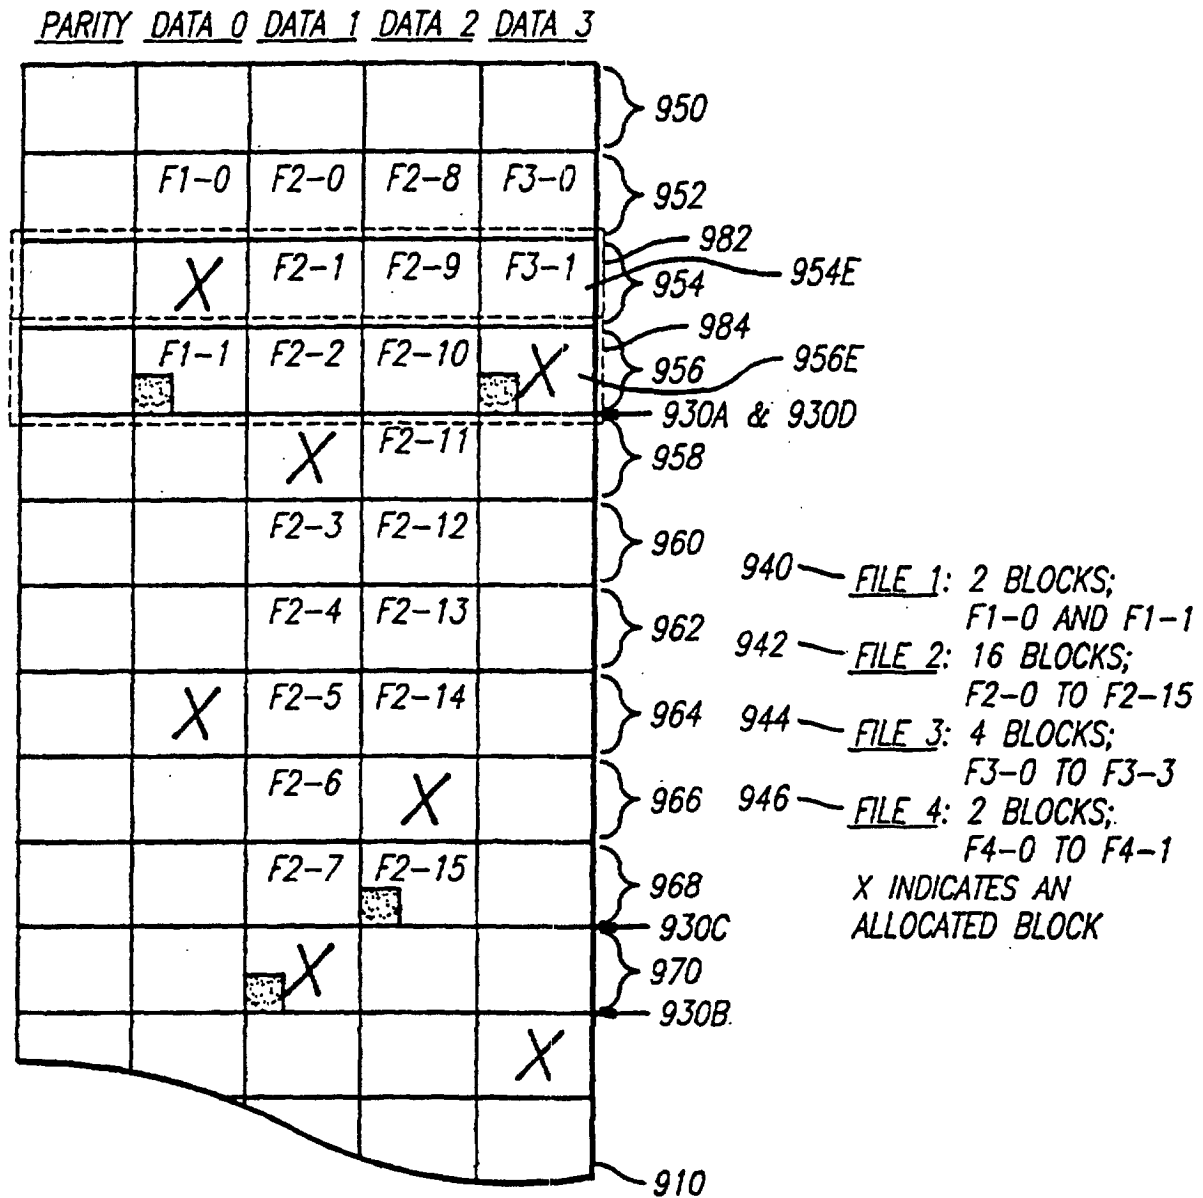 PARITY DATA 0 DATA 1 DATA 2 DATA 3
950
F1-0 F2-0 F2-8 F3-0
952
982
X F2-1 F2-9 F3-1
954
954E
984
F1-1 F2-2 F2-10 X
956
956E
930A & 930D
X F2-11
958
F2-3 F2-12
960
940 FILE 1: 2 BLOCKS;
F1-0 AND F1-1
F2-4 F2-13
962
942 FILE 2: 16 BLOCKS;
F2-0 TO F2-15
X F2-5 F2-14
964
944 FILE 3: 4 BLOCKS;
F3-0 TO F3-3
F2-6 X
966
946 FILE 4: 2 BLOCKS;
F4-0 TO F4-1
F2-7 F2-15
968
X INDICATES AN
ALLOCATED BLOCK
930C
X
970
930B
X
910